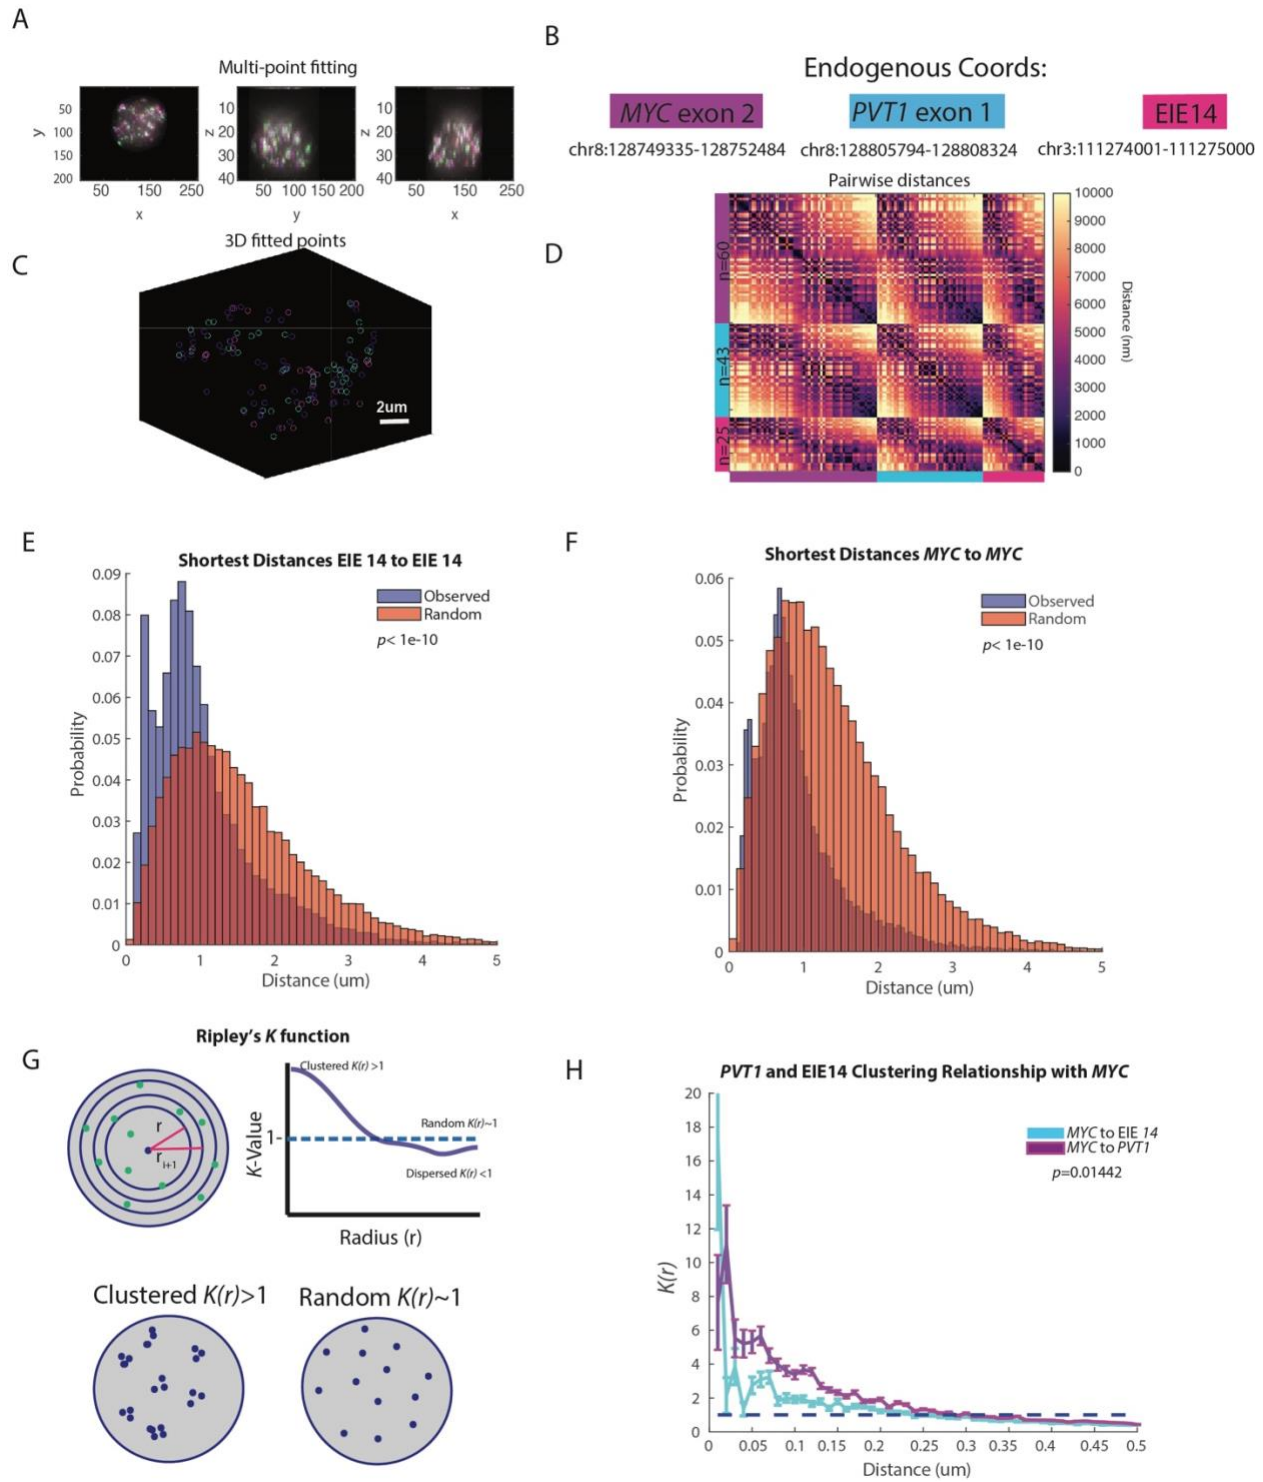 A
Multi-point fitting
y
50
100
150
200
50 150 250
x
z
10
20
30
40
50 100 150 200
y
z
10
20
30
40
50 150 250
x
B
Endogenous Coords:
MYC exon 2 PVT1 exon 1 EIE14
chr8:128749335-128752484 chr8:128805794-128808324 chr3:111274001-111275000
C
3D fitted points
2um
D
Pairwise distances
n=60
n=43
n=25
10000
9000
8000
7000
6000
5000
4000
3000
2000
1000
0
Distance (nm)
E
Shortest Distances EIE 14 to EIE 14
Observed
Random
p< 1e-10
Probability
0.09
0.08
0.07
0.06
0.05
0.04
0.03
0.02
0.01
0
0 1 2 3 4 5
Distance (um)
F
Shortest Distances MYC to MYC
Observed
Random
p< 1e-10
Probability
0.06
0.05
0.04
0.03
0.02
0.01
0
0 1 2 3 4 5
Distance (um)
G
Ripley's K function
r
r i+1
Clustered K(r)>1
K-Value
1-
Random K(r)~1
Dispersed K(r) <1
Radius (r)
Clustered K(r)>1 Random K(r)~1
H
PVT1 and EIE14 Clustering Relationship with MYC
MYC to EIE 14
MYC to PVT1
p=0.01442
K(r)
20
18
16
14
12
10
8
6
4
2
0
0 0.05 0.1 0.15 0.2 0.25 0.3 0.35 0.4 0.45 0.5
Distance (um)